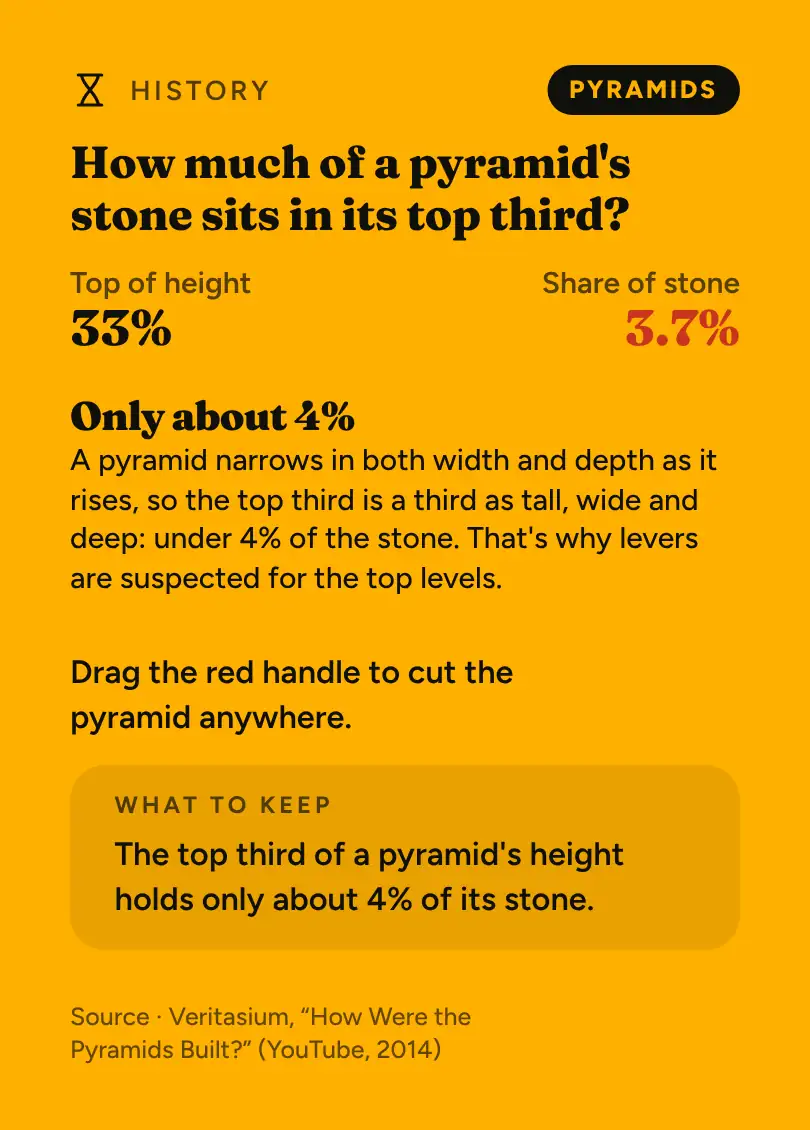 HISTORY
PYRAMIDS
How much of a pyramid's
stone sits in its top third?
Top of height
Share of stone
33%
3.7%
Only about 4%
A pyramid narrows in both width and depth as it
rises, so the top third is a third as tall, wide and
deep: under 4% of the stone. That's why levers
are suspected for the top levels.
Drag the red handle to cut the
pyramid anywhere.
WHAT TO KEEP
The top third of a pyramid's height
holds only about 4% of its stone.
Source · Veritasium, “How Were the
Pyramids Built?” (YouTube, 2014)